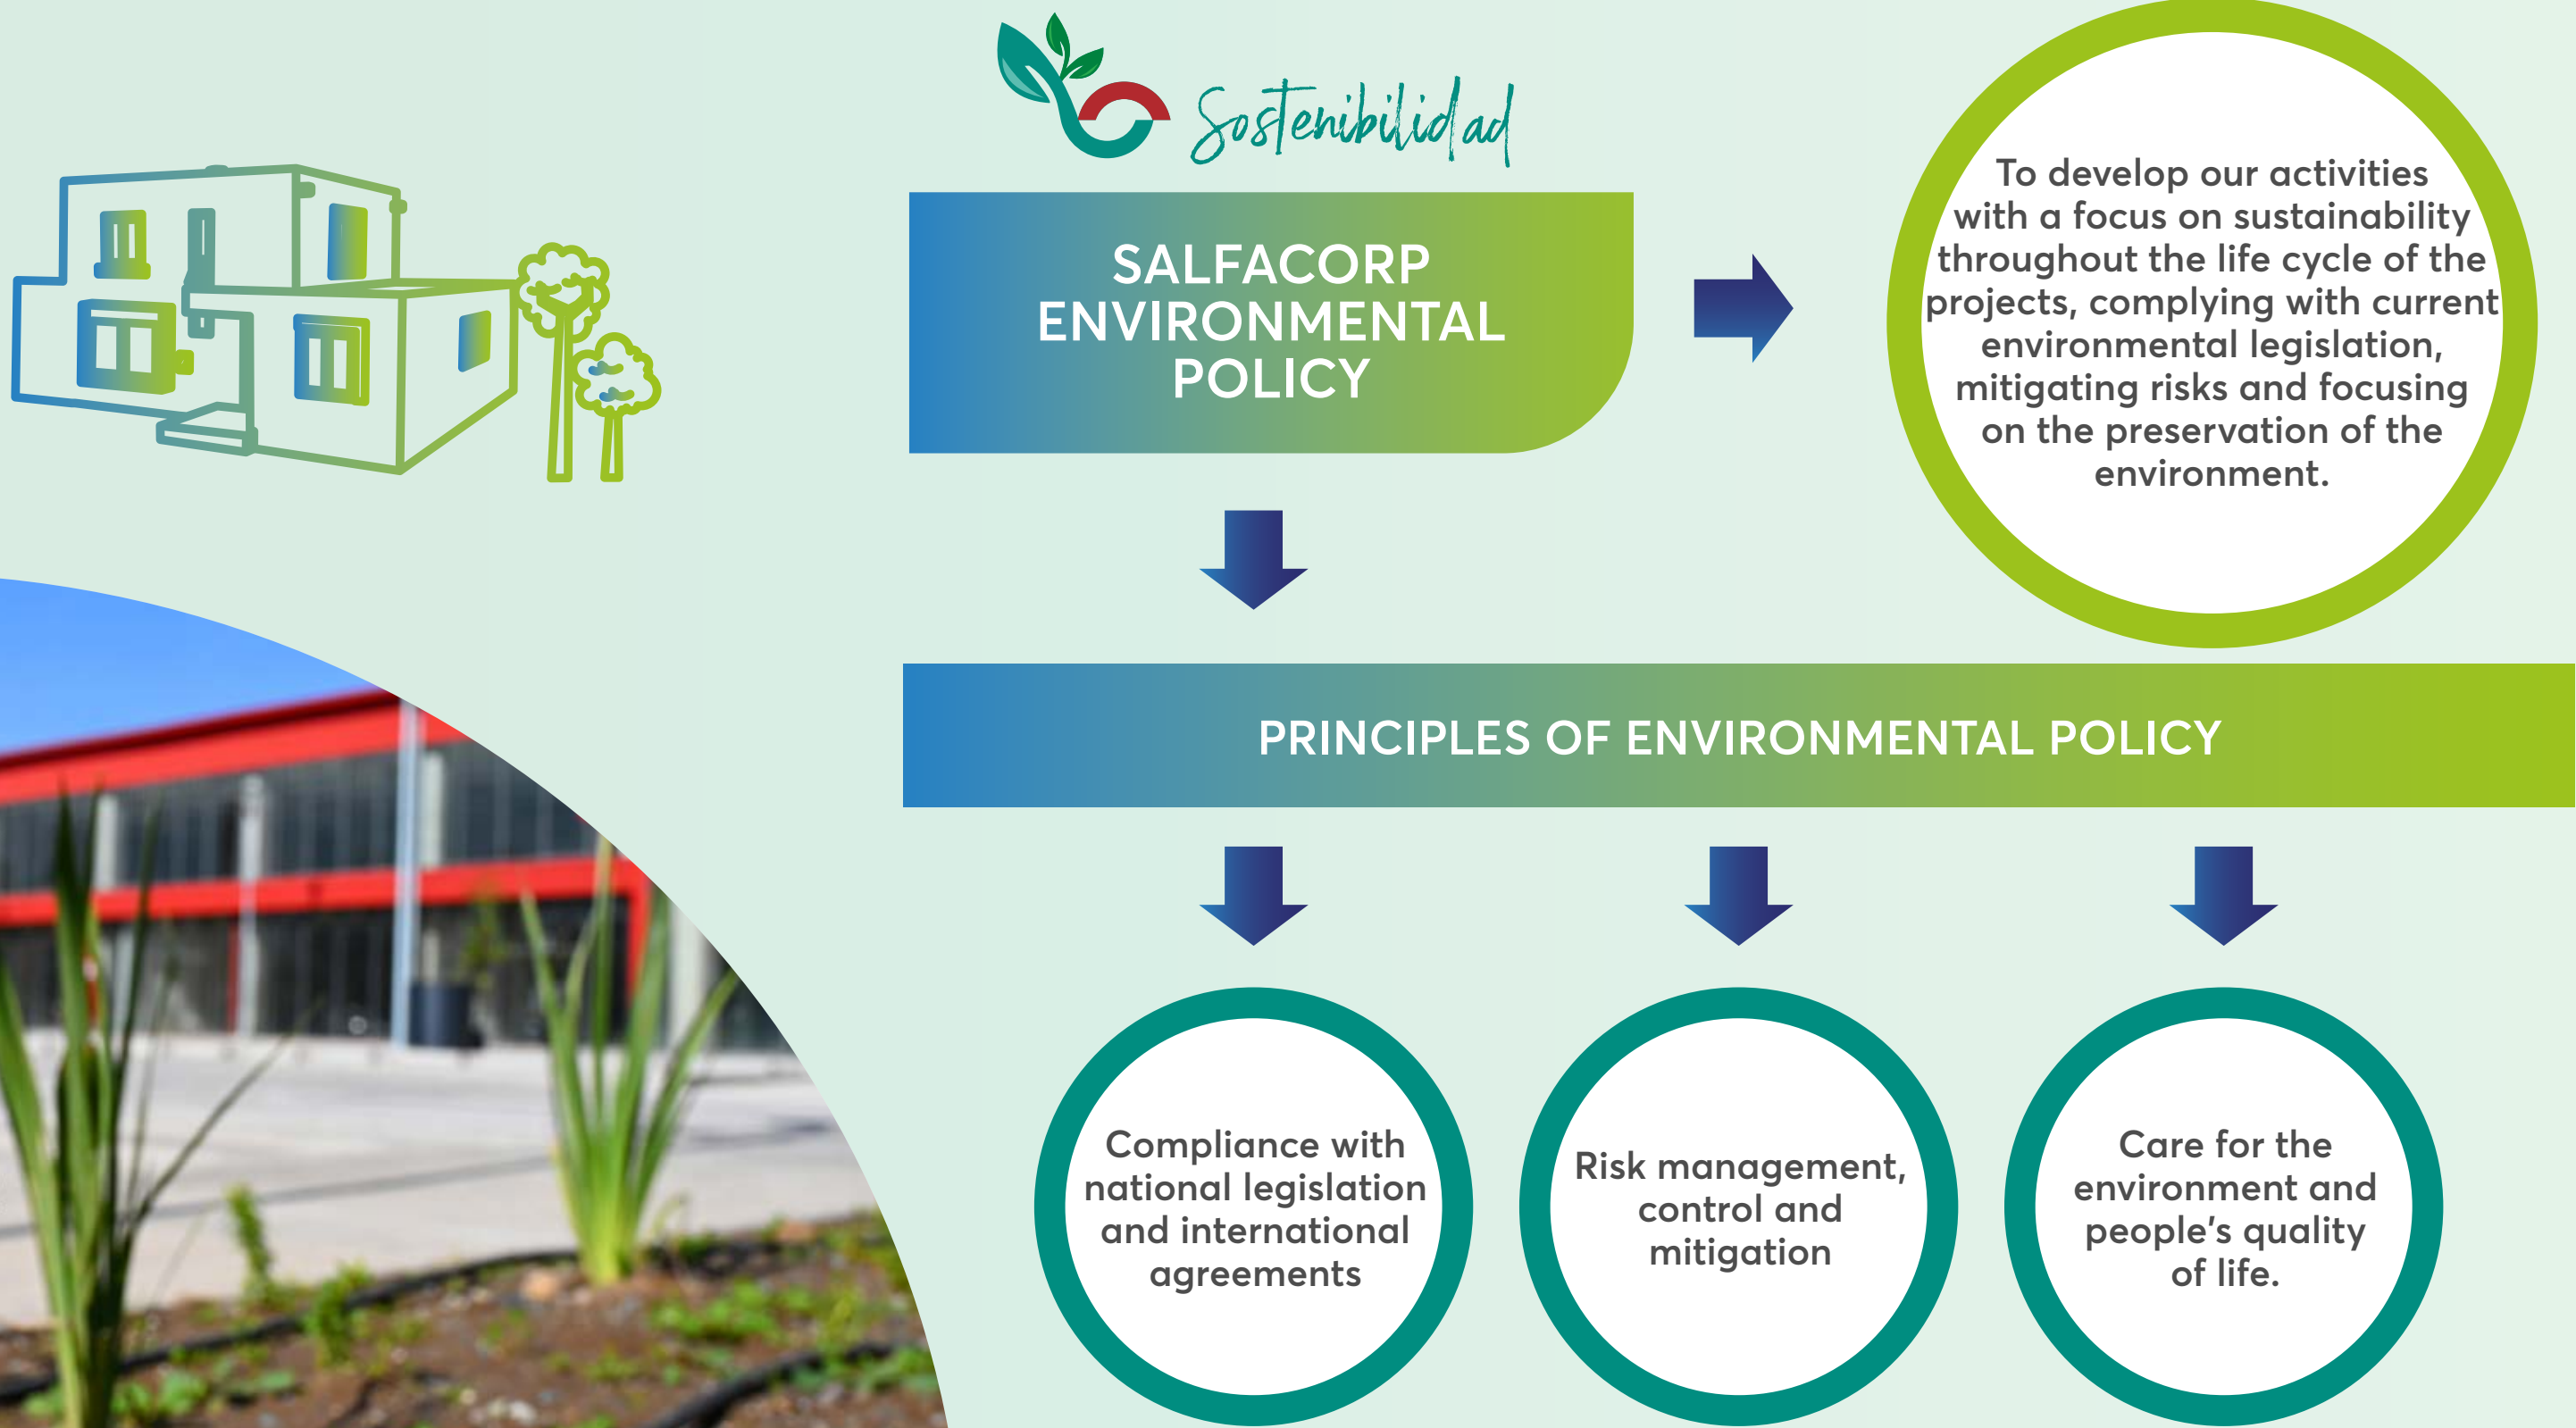 Sostenibilidad
SALFACORP
ENVIRONMENTAL
POLICY
To develop our activities
with a focus on sustainability
throughout the life cycle of the
projects, complying with current
environmental legislation,
mitigating risks and focusing
on the preservation of the
environment.
PRINCIPLES OF ENVIRONMENTAL POLICY
Compliance with
national legislation
and international
agreements
Risk management,
control and
mitigation
Care for the
environment and
people's quality
of life.